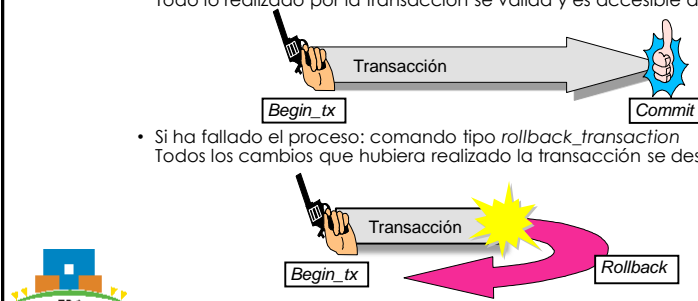 Todo lo realizado por la transacción se valida y es accesible
Transacción
Begin_tx
Commit
• Si ha fallado el proceso: comando tipo rollback_transaction
Todos los cambios que hubiera realizado la transacción se
Transacción
Begin_tx
Rollback